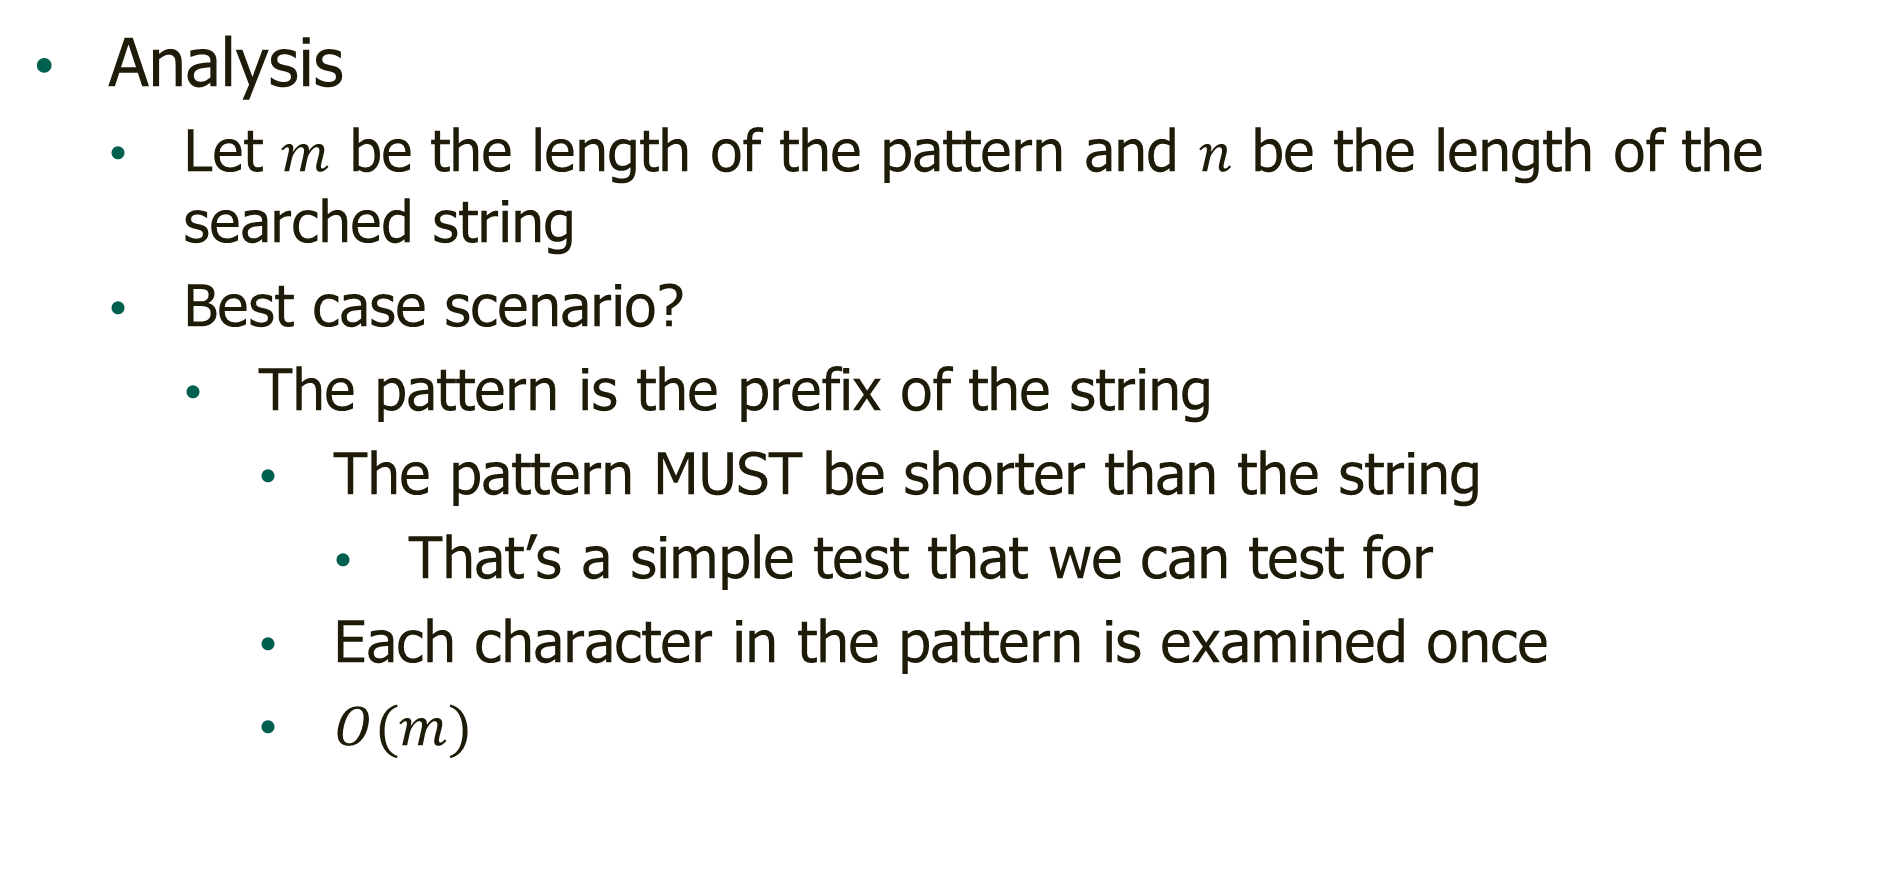 • Analysis
• Let m be the length of the pattern and n be the length of the
searched string
• Best case scenario?
• The pattern is the prefix of the string
• The pattern MUST be shorter than the string
• That’s a simple test that we can test for
• Each character in the pattern is examined once
• O(m)